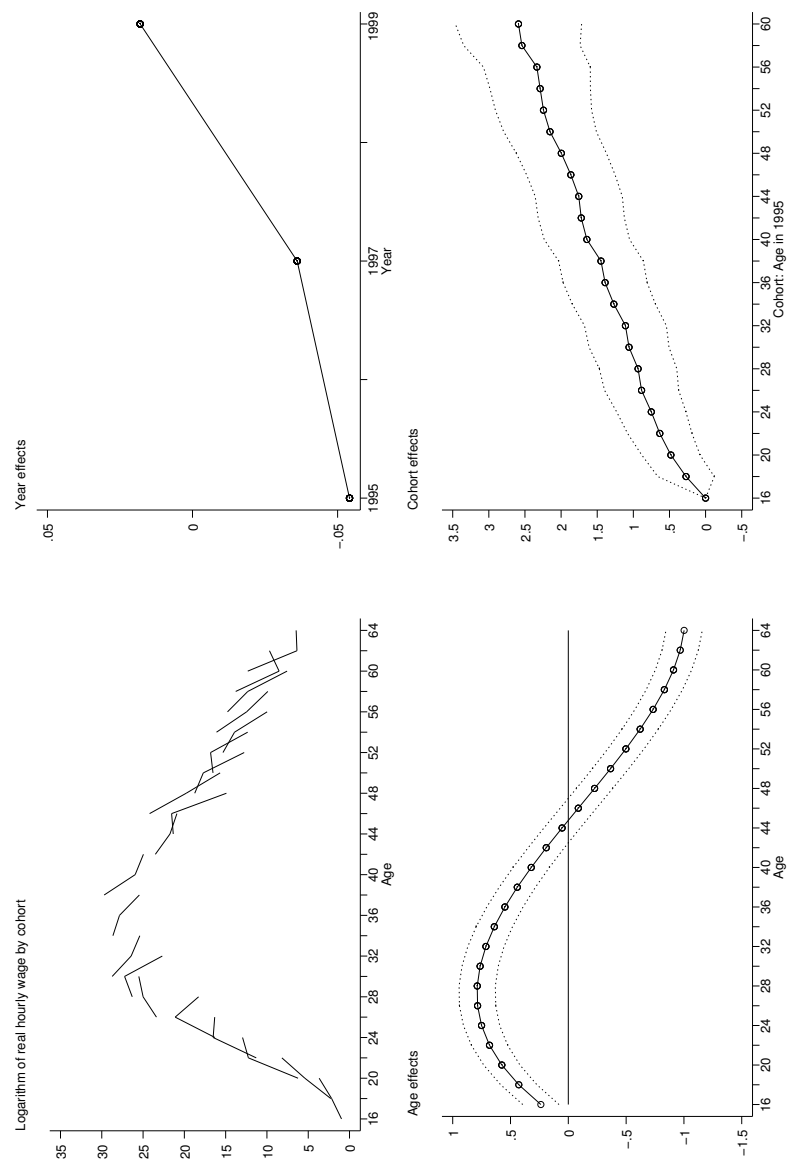 Logarithm of real hourly wage by cohort
35
30
25
20
15
10
5
0
16 20 24 28 32 36 40 44 48 52 56 60 64
Age
Year effects
.05
0
-.05
1995 1997 1999
Year
Age effects
1
.5
0
-.5
-1
-1.5
16 20 24 28 32 36 40 44 48 52 56 60 64
Age
Cohort effects
3.5
3
2.5
2
1.5
1
.5
0
-.5
16 20 24 28 32 36 40 44 48 52 56 60
Cohort: Age in 1995